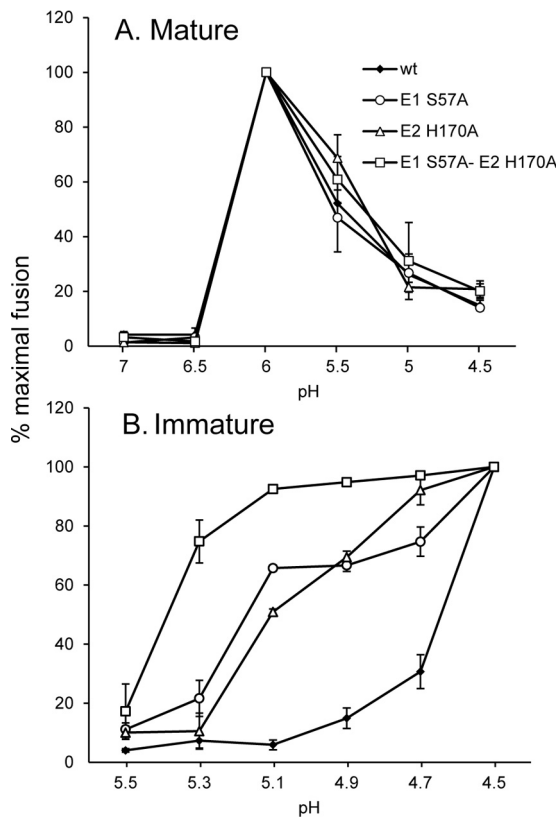 A. Mature
120
100
80
60
40
20
0
7 6.5 6 5.5 5 4.5
pH
wt
E1 S57A
E2 H170A
E1 S57A- E2 H170A
% maximal fusion
B. Immature
120
100
80
60
40
20
0
5.5 5.3 5.1 4.9 4.7 4.5
pH